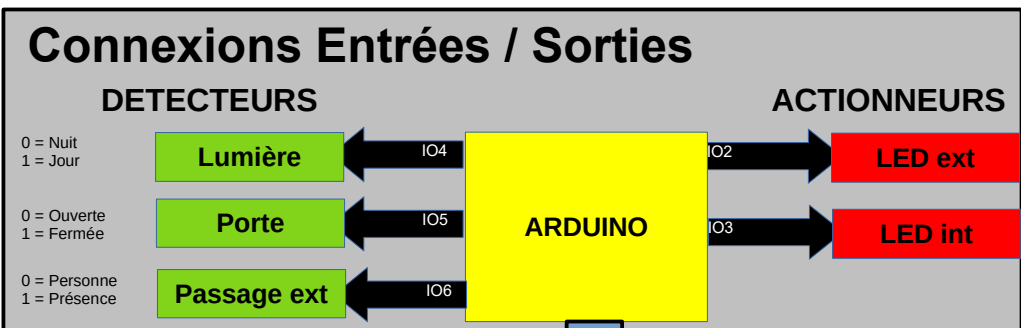 Connexions Entrées / Sorties
DETECTEURS
ACTIONNEURS
0 = Nuit
1 = Jour
Lumière
IO4
IO2
LED ext
0 = Ouverte
1 = Fermée
Porte
IO5
ARDUINO
IO3
LED int
0 = Personne
1 = Présence
Passage ext
IO6